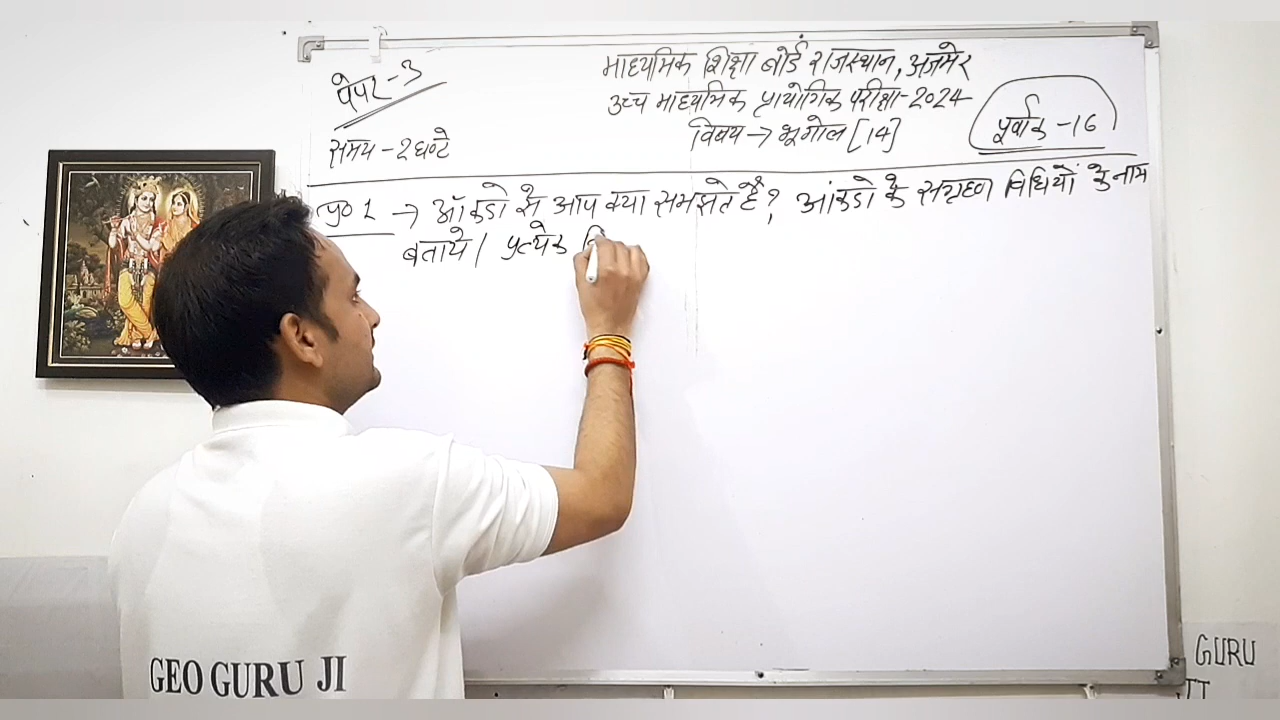 पेपर-3
माध्यमिक शिक्षा बोर्ड राजस्थान, अजमेर
उच्च माध्यमिक प्रायोगिक परीक्षा-2024
समय-2 घण्टे
विषय → भूगोल [14]
पूर्णांक-16
प्र० 1 → ऑंकडो से आप क्या समझते है? आंकडो के संग्रहण विधियों के नाम
बताये। प्रत्येक
GEO GURU JI
GURU
JI